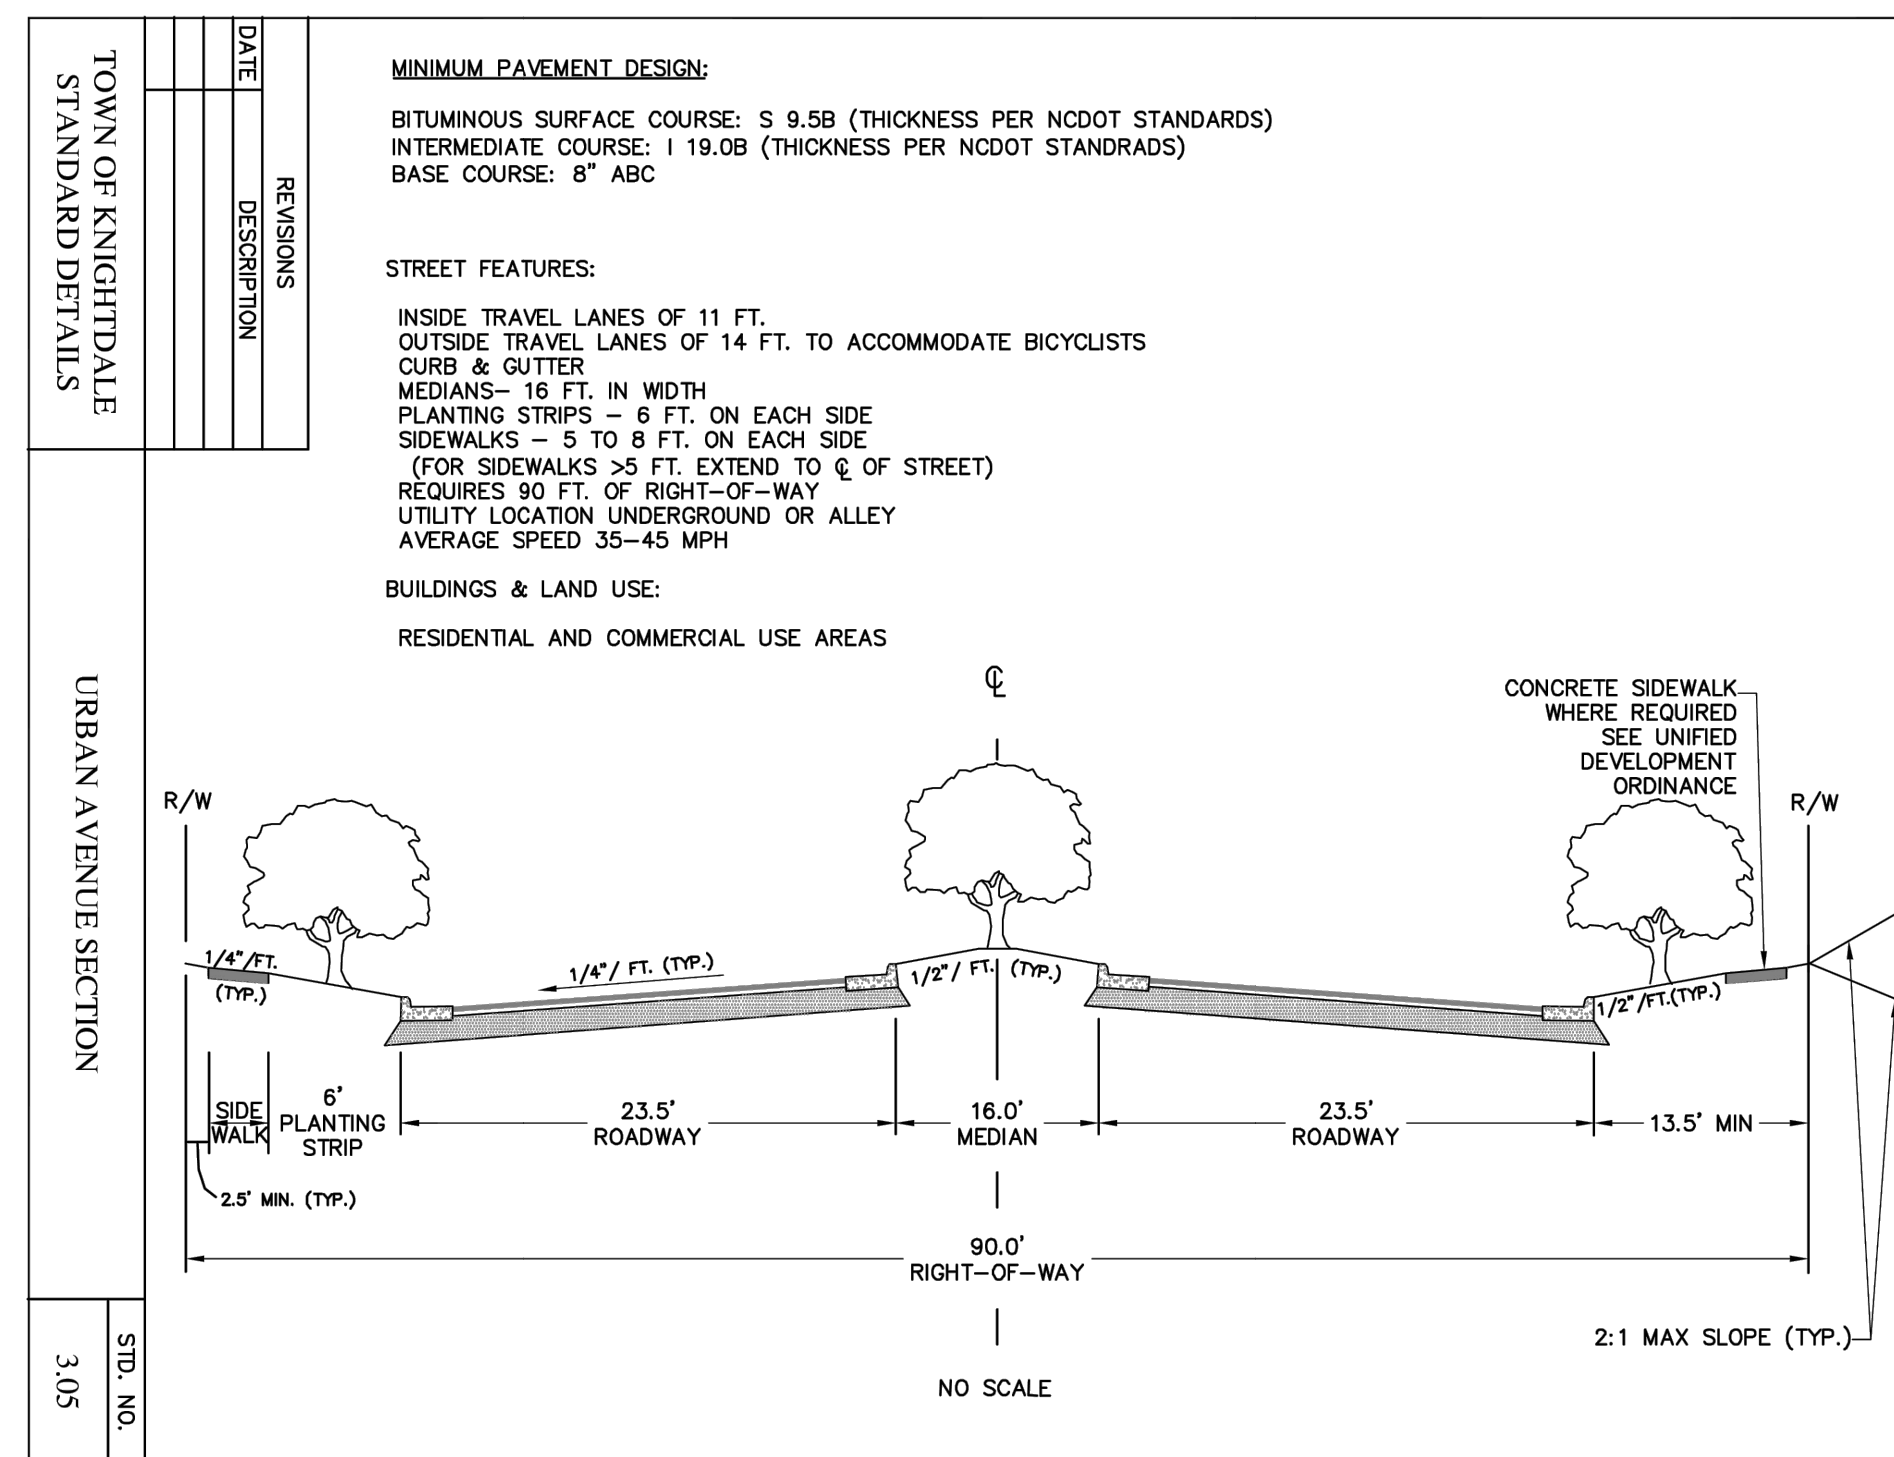 TOWN OF KNIGHTDALE
STANDARD DETAILS
REVISIONS
DATE
DESCRIPTION
URBAN AVENUE SECTION
STD. NO.
3.05
MINIMUM PAVEMENT DESIGN:
BITUMINOUS SURFACE COURSE: S 9.5B (THICKNESS PER NCDOT STANDARDS)
INTERMEDIATE COURSE: I 19.0B (THICKNESS PER NCDOT STANDRADS)
BASE COURSE: 8" ABC
STREET FEATURES:
INSIDE TRAVEL LANES OF 11 FT.
OUTSIDE TRAVEL LANES OF 14 FT. TO ACCOMMODATE BICYCLISTS
CURB & GUTTER
MEDIANS– 16 FT. IN WIDTH
PLANTING STRIPS – 6 FT. ON EACH SIDE
SIDEWALKS – 5 TO 8 FT. ON EACH SIDE
(FOR SIDEWALKS >5 FT. EXTEND TO ℄ OF STREET)
REQUIRES 90 FT. OF RIGHT–OF–WAY
UTILITY LOCATION UNDERGROUND OR ALLEY
AVERAGE SPEED 35–45 MPH
BUILDINGS & LAND USE:
RESIDENTIAL AND COMMERCIAL USE AREAS
℄
CONCRETE SIDEWALK
WHERE REQUIRED
SEE UNIFIED
DEVELOPMENT
ORDINANCE
R/W
R/W
1/4"/FT.
(TYP.)
1/4"/ FT. (TYP.)
1/2"/ FT. (TYP.)
1/2"/FT.(TYP.)
SIDE
WALK
6'
PLANTING
STRIP
23.5'
ROADWAY
16.0'
MEDIAN
23.5'
ROADWAY
13.5' MIN
2.5' MIN. (TYP.)
90.0'
RIGHT–OF–WAY
2:1 MAX SLOPE (TYP.)
NO SCALE